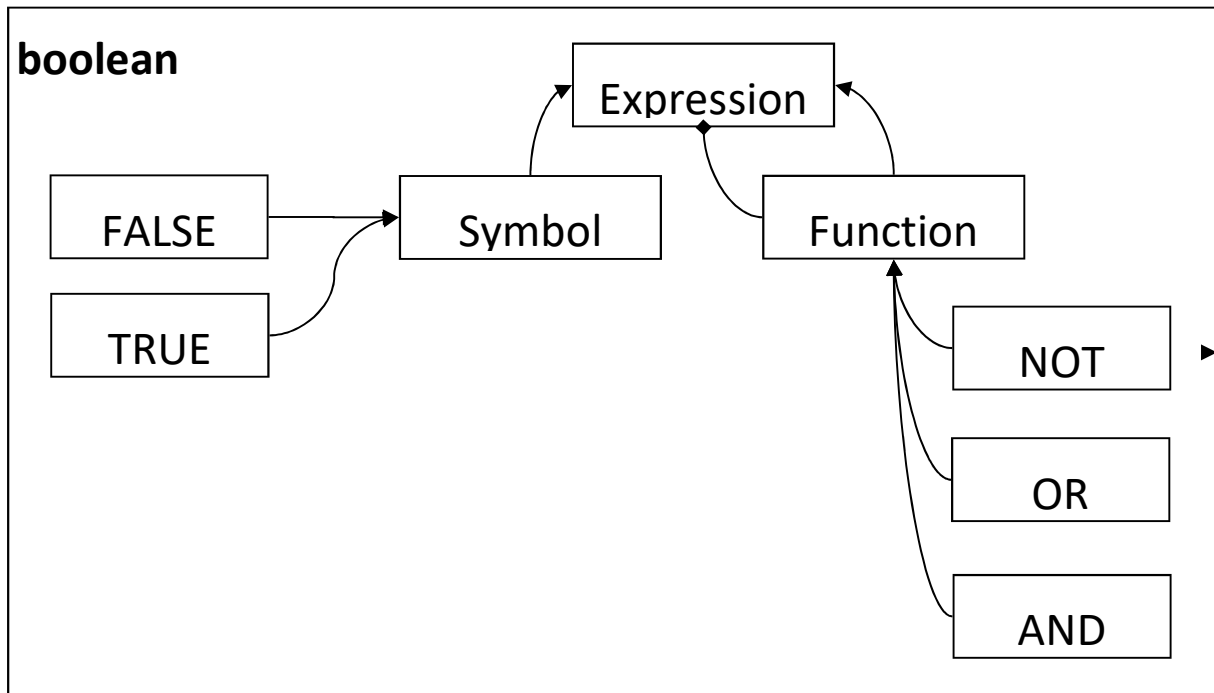 boolean
Expression
FALSE
Symbol
Function
TRUE
NOT
OR
AND